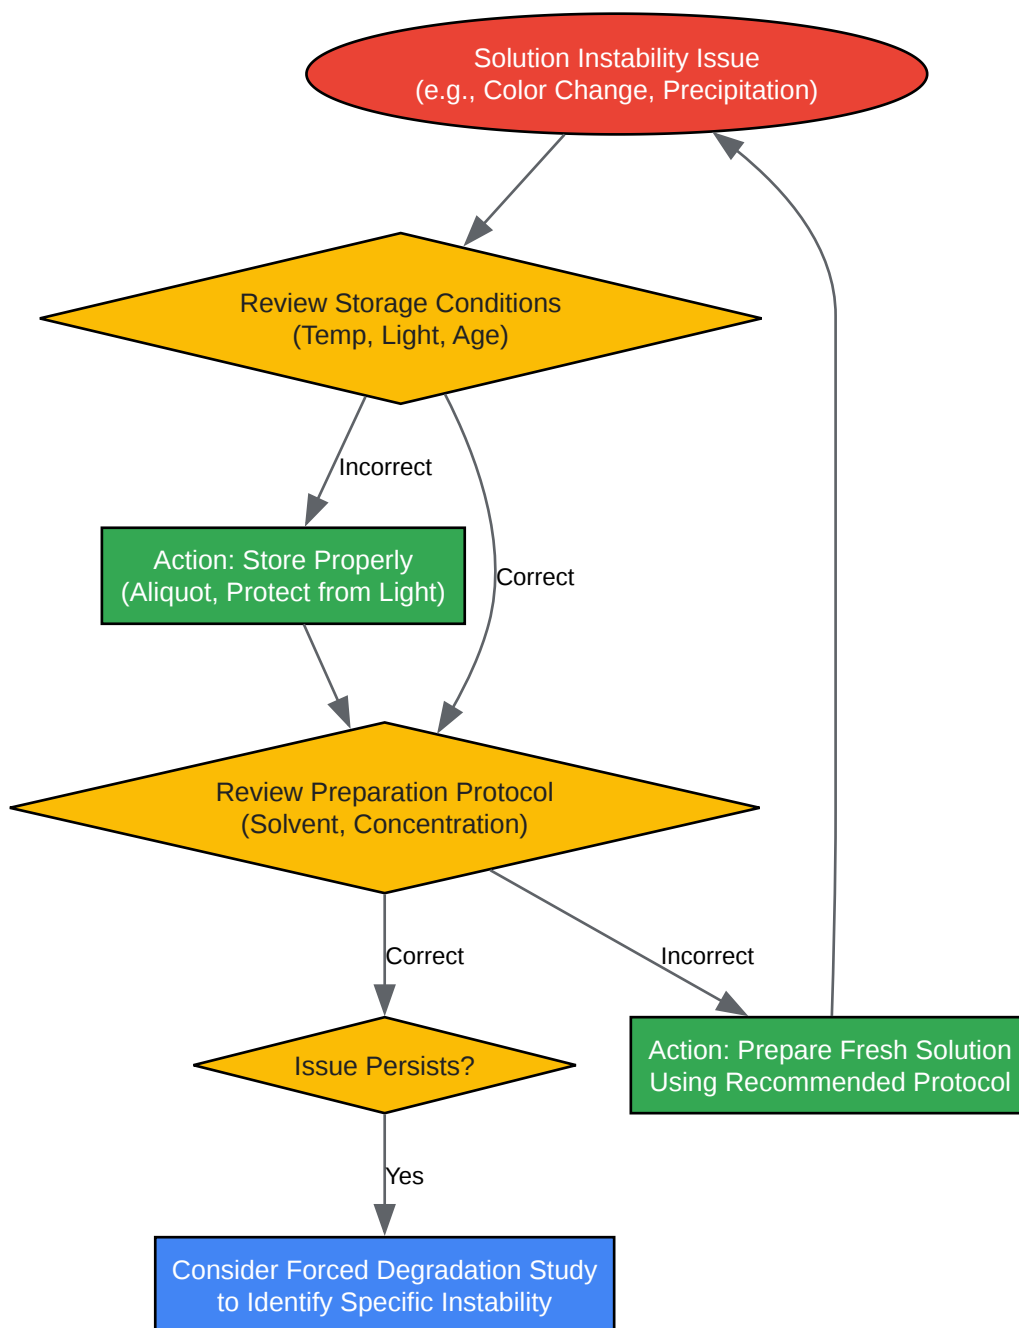 Solution Instability Issue
(e.g., Color Change, Precipitation)
Review Storage Conditions
(Temp, Light, Age)
Incorrect
Action: Store Properly
(Aliquot, Protect from Light)
Correct
Review Preparation Protocol
(Solvent, Concentration)
Correct
Incorrect
Issue Persists?
Action: Prepare Fresh Solution
Using Recommended Protocol
Yes
Consider Forced Degradation Study
to Identify Specific Instability